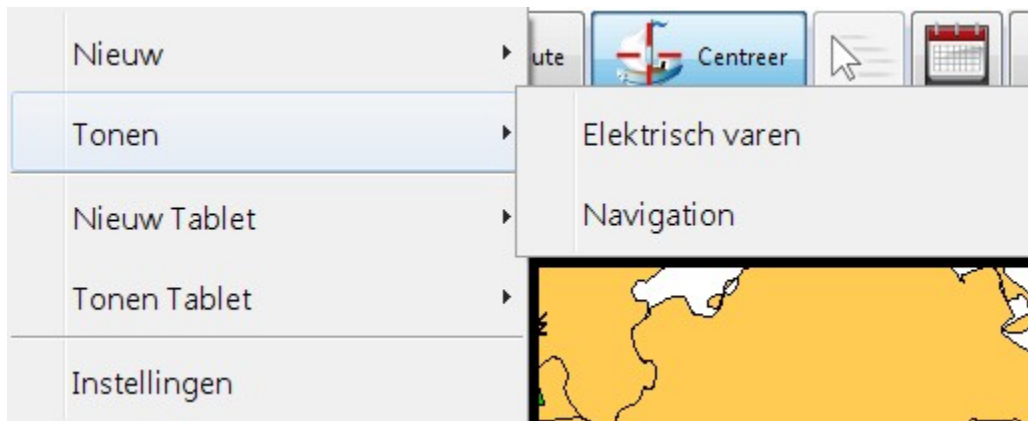 Nieuw
ute
Centreer
Tonen
Elektrisch varen
Navigation
Nieuw Tablet
Tonen Tablet
Instellingen